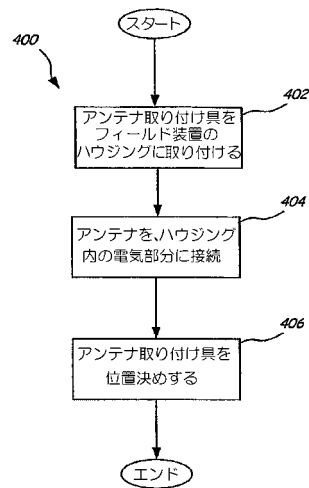 スタート
400
402
アンテナ取り付け具を
フィールド装置の
ハウジングに取り付ける
404
アンテナを、ハウジング
内の電気部分に接続
406
アンテナ取り付け具を
位置決めする
エンド